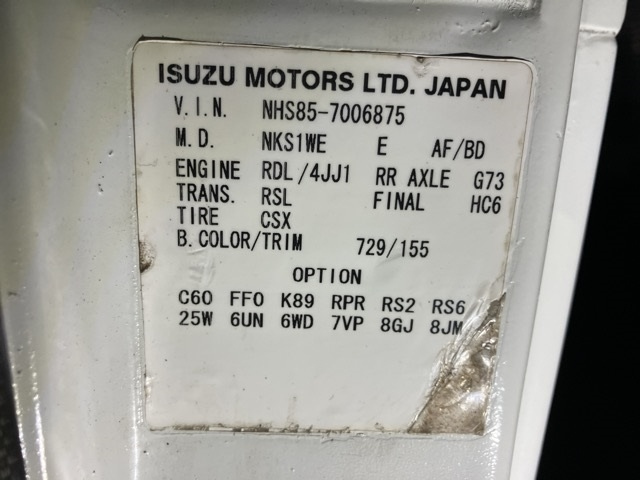 ISUZU MOTORS LTD. JAPAN
V.I.N. NHS85-7006875
M.D. NKS1WE E AF/BD
ENGINE RDL/4JJ1 RR AXLE G73
TRANS. RSL FINAL HC6
TIRE CSX
B.COLOR/TRIM 729/155
OPTION
C60 FF0 K89 RPR RS2 RS6
25W 6UN 6WD 7VP 8GJ 8JM